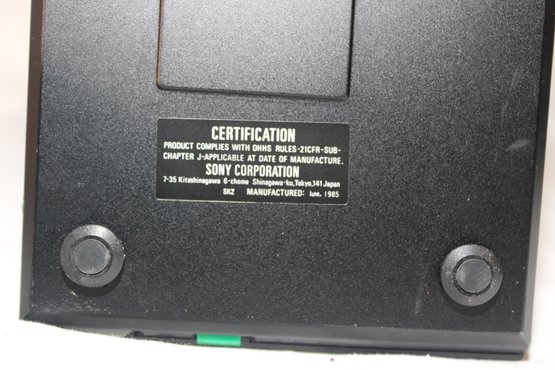 CERTIFICATION
PRODUCT COMPLIES WITH DHHS RULES-21CFR-SUB-
CHAPTER J-APPLICABLE AT DATE OF MANUFACTURE.
SONY CORPORATION
7-35 Kitashinagawa 6-chome Shinagawa-ku,Tokyo,141 Japan
SKZ MANUFACTURED: June, 1985